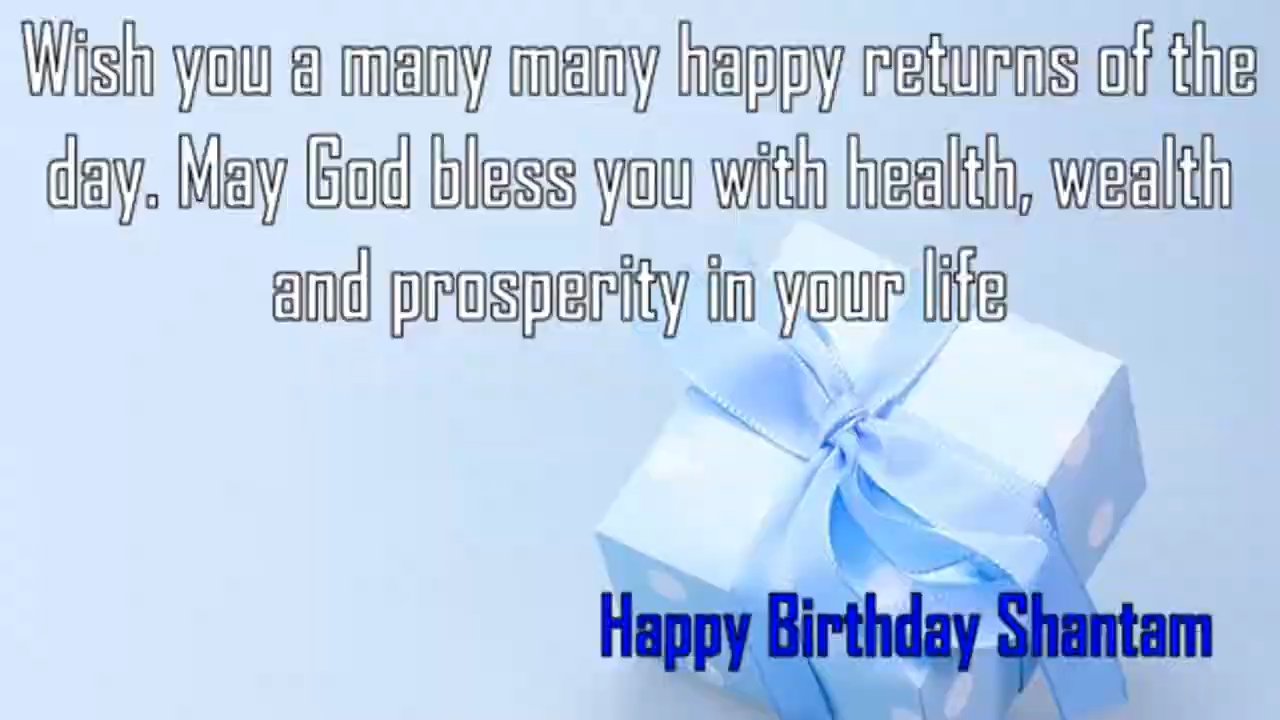 Wish you a many many happy returns of the
day. May God bless you with health, wealth
and prosperity in your life
Happy Birthday Shantam